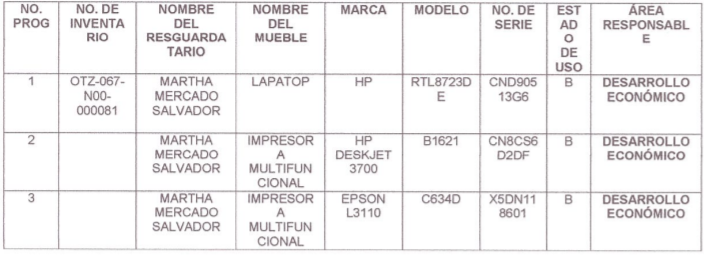 NO. PROG | NO. DE INVENTARIO | NOMBRE DEL RESGUARDATARIO | NOMBRE DEL MUEBLE | MARCA | MODELO | NO. DE SERIE | ESTADO DE USO | ÁREA RESPONSABLE
1 | OTZ-067-N00-000081 | MARTHA MERCADO SALVADOR | LAPATOP | HP | RTL8723DE | CND90513G6 | B | DESARROLLO ECONÓMICO
2 | | MARTHA MERCADO SALVADOR | IMPRESORA MULTIFUNCIONAL | HP DESKJET 3700 | B1621 | CN8CS6D2DF | B | DESARROLLO ECONÓMICO
3 | | MARTHA MERCADO SALVADOR | IMPRESORA MULTIFUNCIONAL | EPSON L3110 | C634D | X5DN118601 | B | DESARROLLO ECONÓMICO